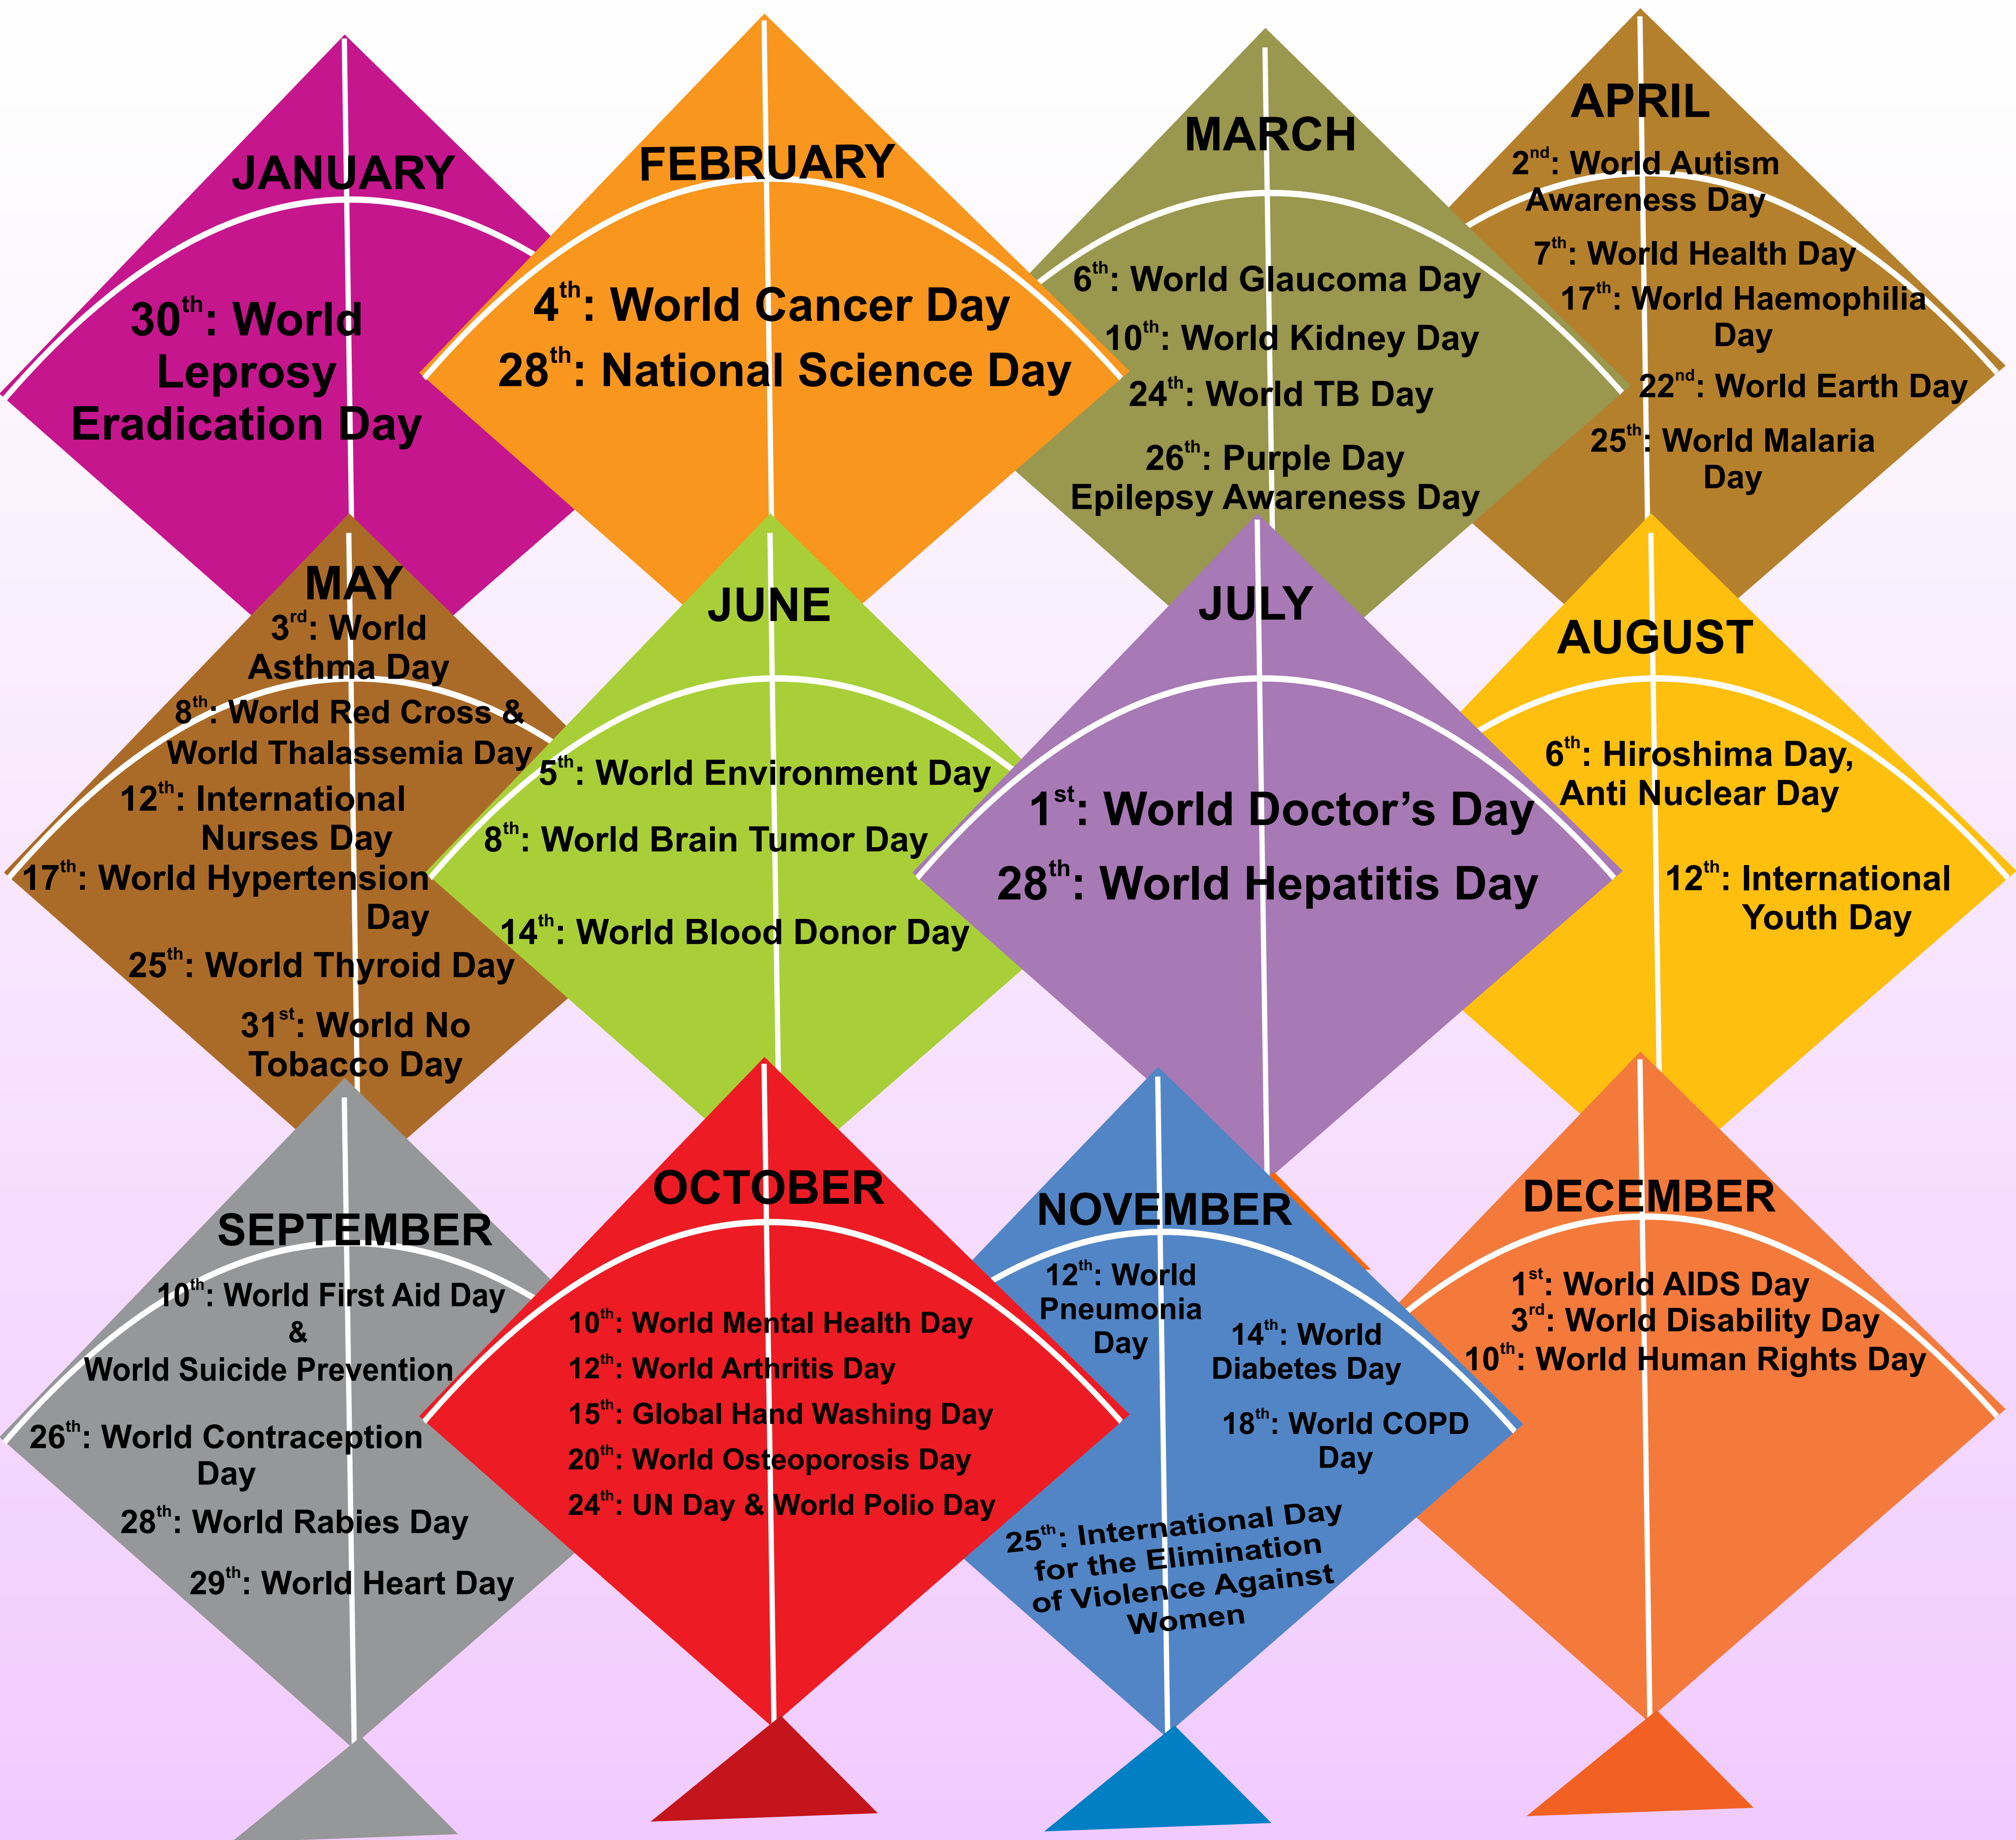 JANUARY
30th: World
Leprosy
Eradication Day
FEBRUARY
4th: World Cancer Day
28th: National Science Day
MARCH
6th: World Glaucoma Day
10th: World Kidney Day
24th: World TB Day
26th: Purple Day
Epilepsy Awareness Day
APRIL
2nd: World Autism
Awareness Day
7th: World Health Day
17th: World Haemophilia
Day
22nd: World Earth Day
25th: World Malaria
Day
MAY
3rd: World
Asthma Day
8th: World Red Cross &
World Thalassemia Day
12th: International
Nurses Day
17th: World Hypertension
Day
25th: World Thyroid Day
31st: World No
Tobacco Day
JUNE
5th: World Environment Day
8th: World Brain Tumor Day
14th: World Blood Donor Day
JULY
1st: World Doctor’s Day
28th: World Hepatitis Day
AUGUST
6th: Hiroshima Day,
Anti Nuclear Day
12th: International
Youth Day
SEPTEMBER
10th: World First Aid Day
&
World Suicide Prevention
26th: World Contraception
Day
28th: World Rabies Day
29th: World Heart Day
OCTOBER
10th: World Mental Health Day
12th: World Arthritis Day
15th: Global Hand Washing Day
20th: World Osteoporosis Day
24th: UN Day & World Polio Day
NOVEMBER
12th: World
Pneumonia
Day
14th: World
Diabetes Day
18th: World COPD
Day
25th: International Day
for the Elimination
of Violence Against
Women
DECEMBER
1st: World AIDS Day
3rd: World Disability Day
10th: World Human Rights Day